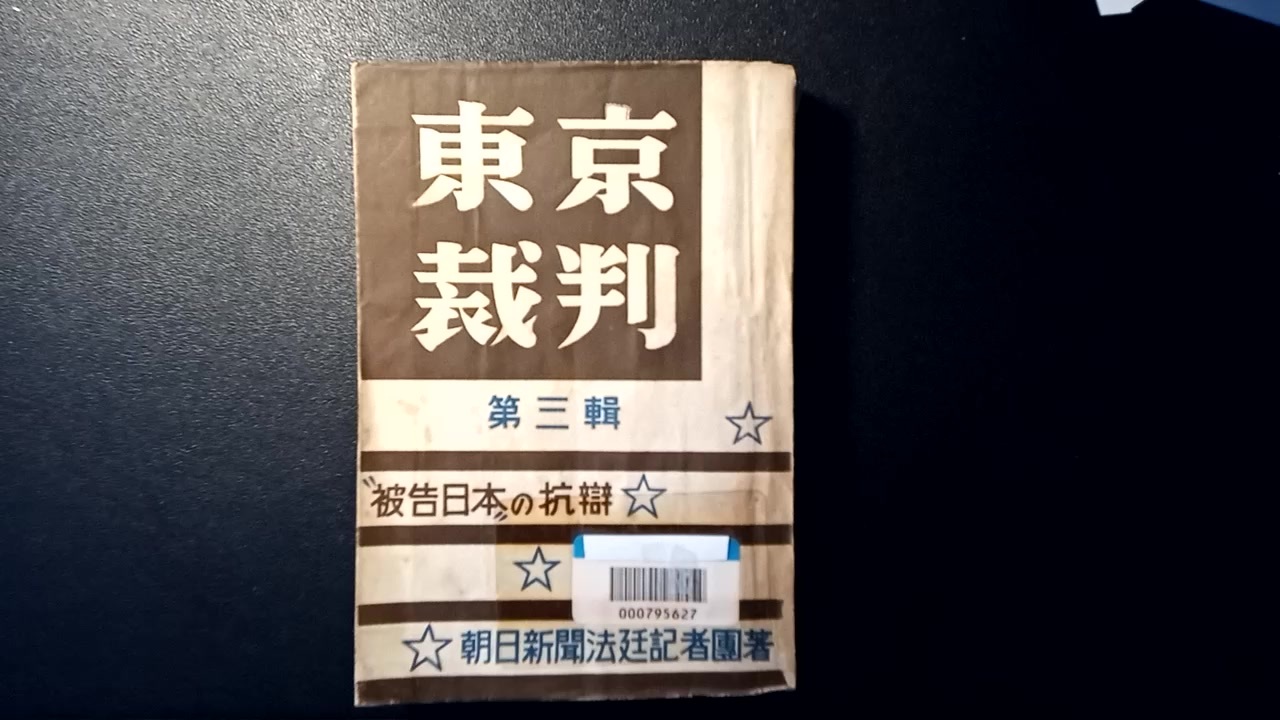 東京
裁判
第三輯
〝被告日本〟の抗辯
000795627
朝日新聞法廷記者團著